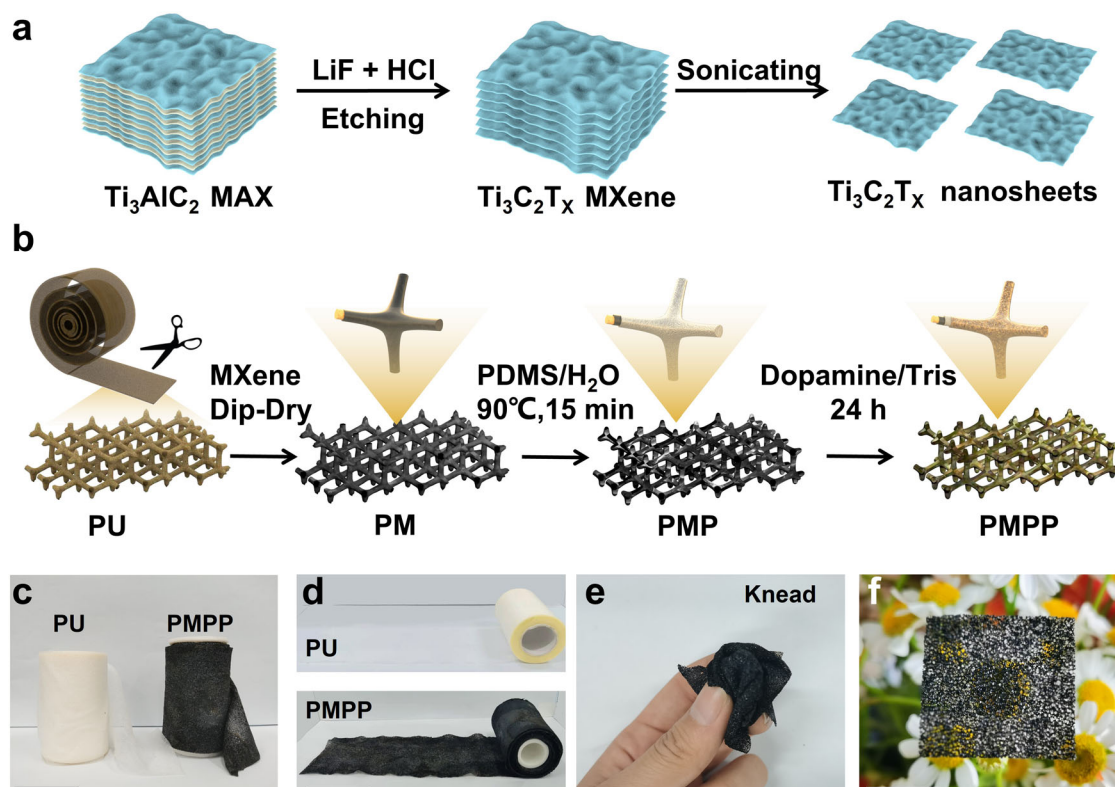 a
LiF + HCl
Etching
Sonicating
Ti₃AlC₂ MAX
Ti₃C₂Tₓ MXene
Ti₃C₂Tₓ nanosheets
b
MXene
Dip-Dry
PDMS/H₂O
90℃,15 min
Dopamine/Tris
24 h
PU
PM
PMP
PMPP
c
PU
PMPP
d
PU
PMPP
e
Knead
f